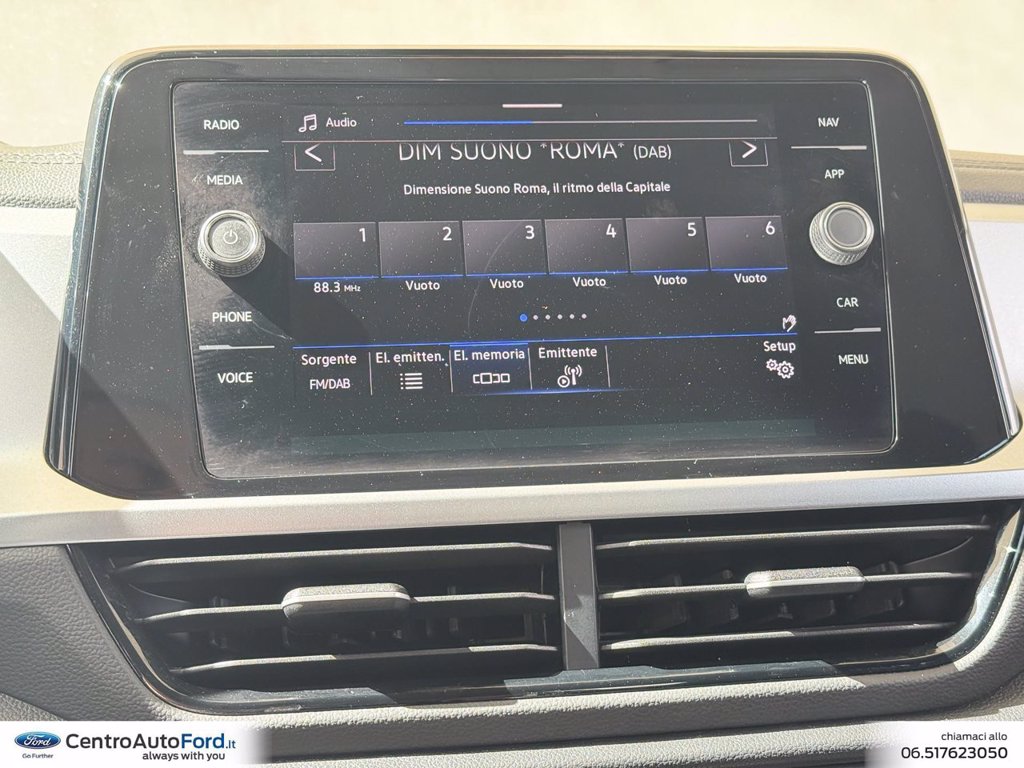 RADIO
MEDIA
PHONE
VOICE
Audio
DIM SUONO *ROMA* (DAB)
Dimensione Suono Roma, il ritmo della Capitale
1 2 3 4 5 6
88.3 MHz Vuoto Vuoto Vuoto Vuoto Vuoto
Setup
Sorgente El. emitten. El. memoria Emittente
FM/DAB
NAV
APP
CAR
MENU
Ford
Go Further
CentroAutoFord.it
always with you
chiamaci allo
06.517623050